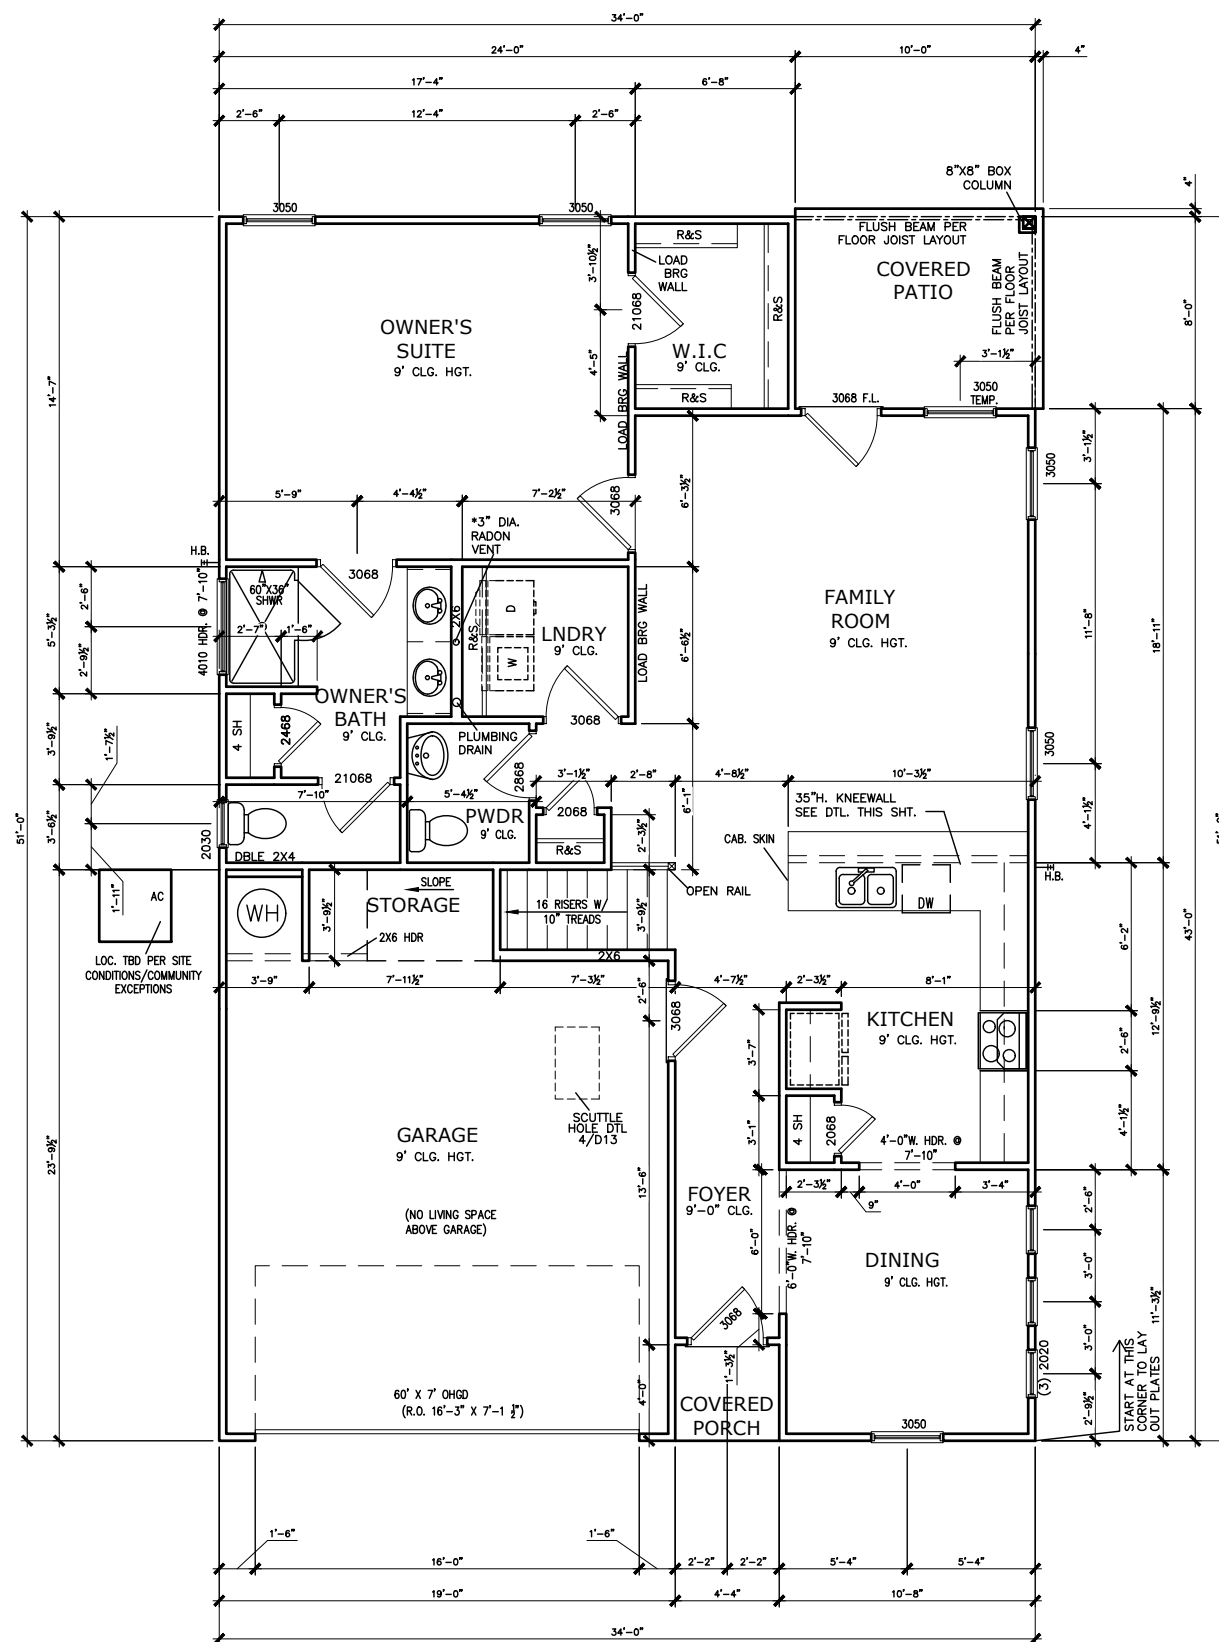 34'-0"
24'-0"
10'-0"
4"
17'-4"
6'-8"
2'-6"
12'-4"
2'-6"
8"X8" BOX
COLUMN
4"
3050
3050
R&S
FLUSH BEAM PER
FLOOR JOIST LAYOUT
COVERED
PATIO
FLUSH BEAM
PER FLOOR
JOIST LAYOUT
8'-0"
3'-10½"
LOAD
BRG
WALL
R&S
21068
OWNER'S
SUITE
9' CLG. HGT.
W.I.C
9' CLG.
4'-5"
R&S
LOAD BRG WALL
3'-1½"
3050
TEMP.
3068 F.L.
14'-7"
51'-0"
3'-1½"
3050
5'-9"
4'-4½"
7'-2½"
3068
6'-3½"
*3" DIA.
RADON
VENT
H.B.
3068
60"X36"
SHWR
4010 HDR. @ 7'-10"
2'-6"
5'-3½"
2'-9½"
2'-7"
1'-6"
2X6
R&S
D
W
LNDRY
9' CLG.
LOAD BRG WALL
6'-6½"
FAMILY
ROOM
9' CLG. HGT.
11'-8"
18'-11"
OWNER'S
BATH
9' CLG.
4 SH
2468
3'-9½"
1'-7½"
PLUMBING
DRAIN
3068
3050
21068
2868
3'-1½"
2'-8"
4'-8½"
10'-3½"
6'-1"
7'-10"
5'-4½"
2068
35"H. KNEEWALL
SEE DTL. THIS SHT.
4'-1½"
3'-6½"
2030
PWDR
9' CLG.
2'-3½"
CAB. SKIN
DBLE 2X4
R&S
H.B.
1'-11"
AC
WH
SLOPE
STORAGE
2X6 HDR
3'-9½"
16 RISERS W/
10" TREADS
3'-9½"
OPEN RAIL
DW
43'-0"
LOC. TBD PER SITE
CONDITIONS/COMMUNITY
EXCEPTIONS
2X6
6'-2"
3'-9"
7'-11½"
7'-3½"
2'-6"
4'-7½"
2'-3½"
8'-1"
3068
KITCHEN
9' CLG. HGT.
12'-9½"
2'-6"
3'-7"
SCUTTLE
HOLE DTL
4/D13
GARAGE
9' CLG. HGT.
23'-9½"
3'-1"
4 SH
2068
4'-0"W. HDR. @
7'-10"
4'-1½"
13'-6"
FOYER
9'-0" CLG.
2'-3½"
9"
4'-0"
3'-4"
2'-6"
(NO LIVING SPACE
ABOVE GARAGE)
6'-0"
6'-0"W. HDR. @
7'-10"
DINING
9' CLG. HGT.
3'-0"
11'-3½"
3068
1'-3½"
3'-0"
(3) 2020
START AT THIS
CORNER TO LAY
OUT PLATES
60' X 7' OHGD
(R.O. 16'-3" X 7'-1 ½")
4'-0"
COVERED
PORCH
3050
2'-9½"
1'-6"
1'-6"
16'-0"
2'-2"
2'-2"
5'-4"
5'-4"
19'-0"
4'-4"
10'-8"
34'-0"